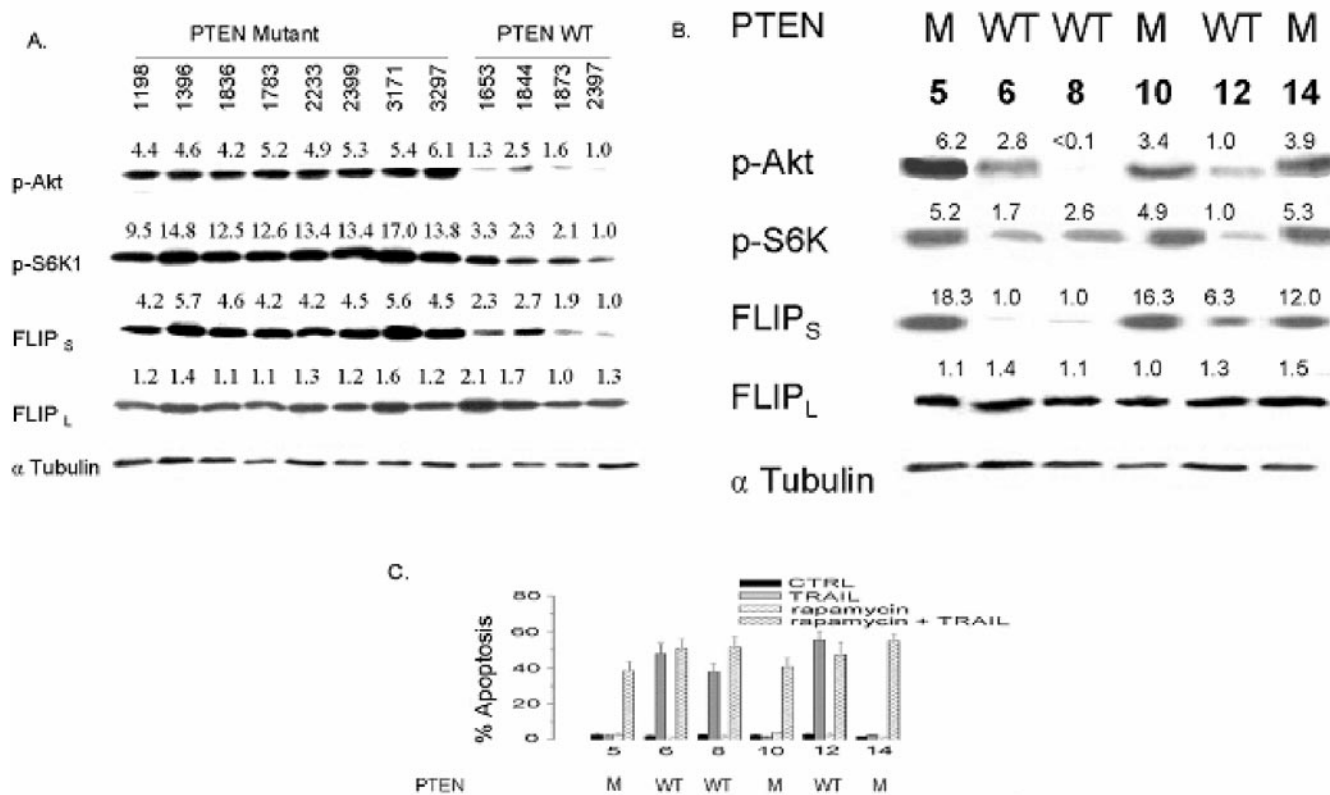 A.
PTEN Mutant PTEN WT
1198 1396 1836 1783 2233 2399 3171 3297 1653 1844 1873 2397
4.4 4.6 4.2 5.2 4.9 5.3 5.4 6.1 1.3 2.5 1.6 1.0
p-Akt
9.5 14.8 12.5 12.6 13.4 13.4 17.0 13.8 3.3 2.3 2.1 1.0
p-S6K1
4.2 5.7 4.6 4.2 4.2 4.5 5.6 4.5 2.3 2.7 1.9 1.0
FLIP S
1.2 1.4 1.1 1.1 1.3 1.2 1.6 1.2 2.1 1.7 1.0 1.3
FLIP L
α Tubulin
B.
PTEN M WT WT M WT M
5 6 8 10 12 14
6.2 2.8 <0.1 3.4 1.0 3.9
p-Akt
5.2 1.7 2.6 4.9 1.0 5.3
p-S6K
18.3 1.0 1.0 16.3 6.3 12.0
FLIPS
1.1 1.4 1.1 1.0 1.3 1.5
FLIPL
α Tubulin
C.
CTRL
TRAIL
rapamycin
rapamycin + TRAIL
% Apoptosis
80
60
40
20
0
5 6 8 10 12 14
PTEN M WT WT M WT M